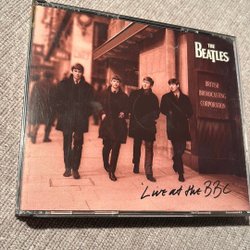 THE
BEATLES
BRITISH
BROADCASTING
CORPORATION
Live at the BBC